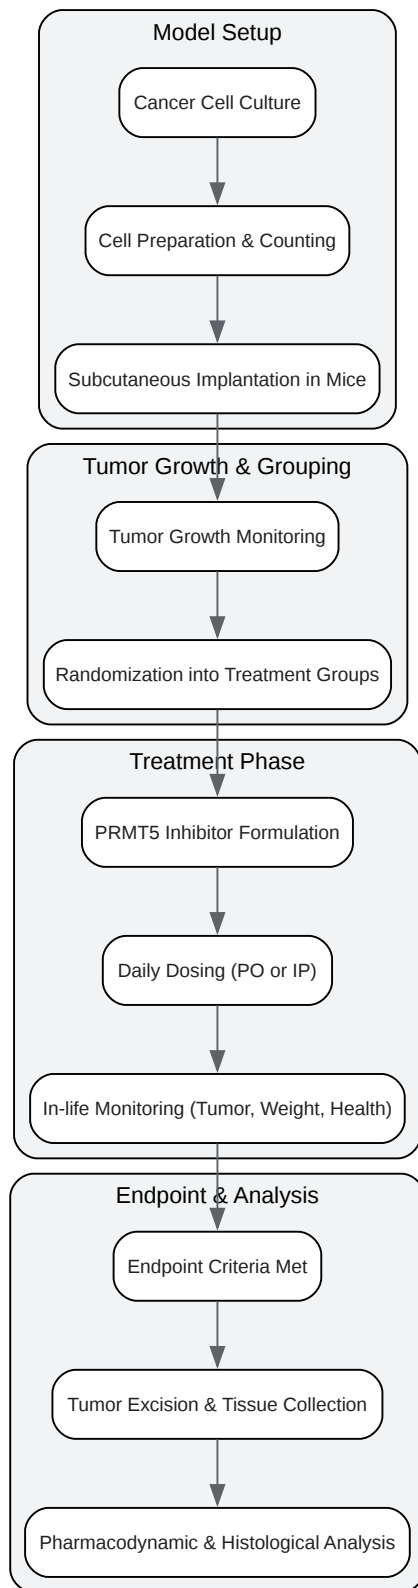 Model Setup
Cancer Cell Culture
Cell Preparation & Counting
Subcutaneous Implantation in Mice
Tumor Growth & Grouping
Tumor Growth Monitoring
Randomization into Treatment Groups
Treatment Phase
PRMT5 Inhibitor Formulation
Daily Dosing (PO or IP)
In-life Monitoring (Tumor, Weight, Health)
Endpoint & Analysis
Endpoint Criteria Met
Tumor Excision & Tissue Collection
Pharmacodynamic & Histological Analysis